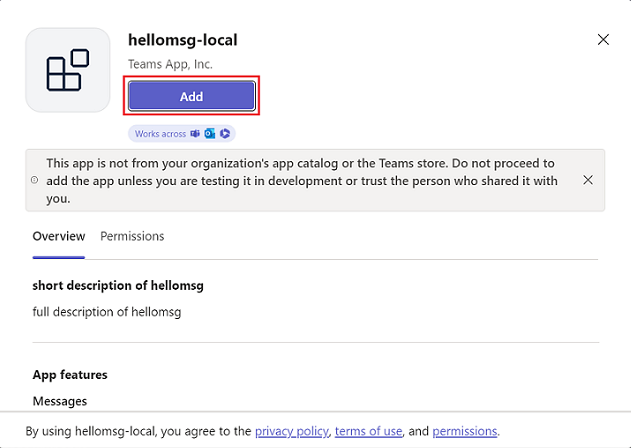 hellomsg-local
Teams App, Inc.
Add
Works across
This app is not from your organization's app catalog or the Teams store. Do not proceed to
add the app unless you are testing it in development or trust the person who shared it with
you.
Overview Permissions
short description of hellomsg
full description of hellomsg
App features
Messages
By using hellomsg-local, you agree to the privacy policy, terms of use, and permissions.